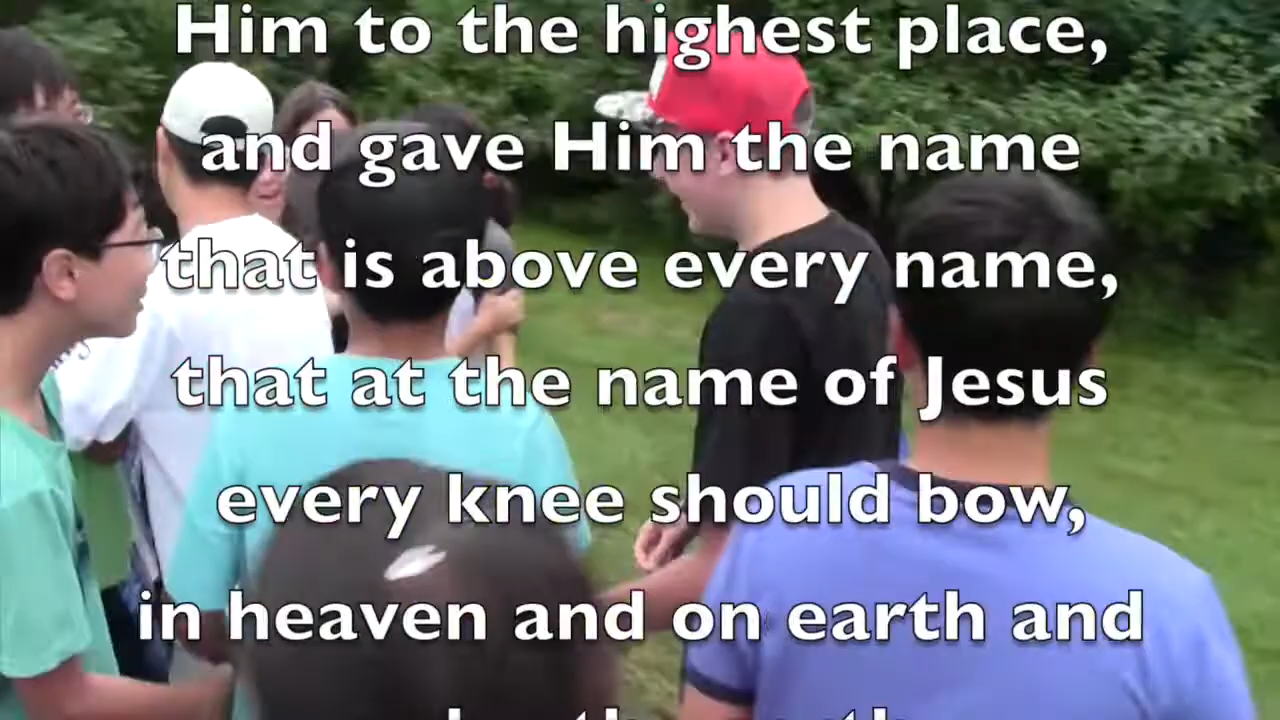 Him to the highest place,
and gave Him the name
that is above every name,
that at the name of Jesus
every knee should bow,
in heaven and on earth and